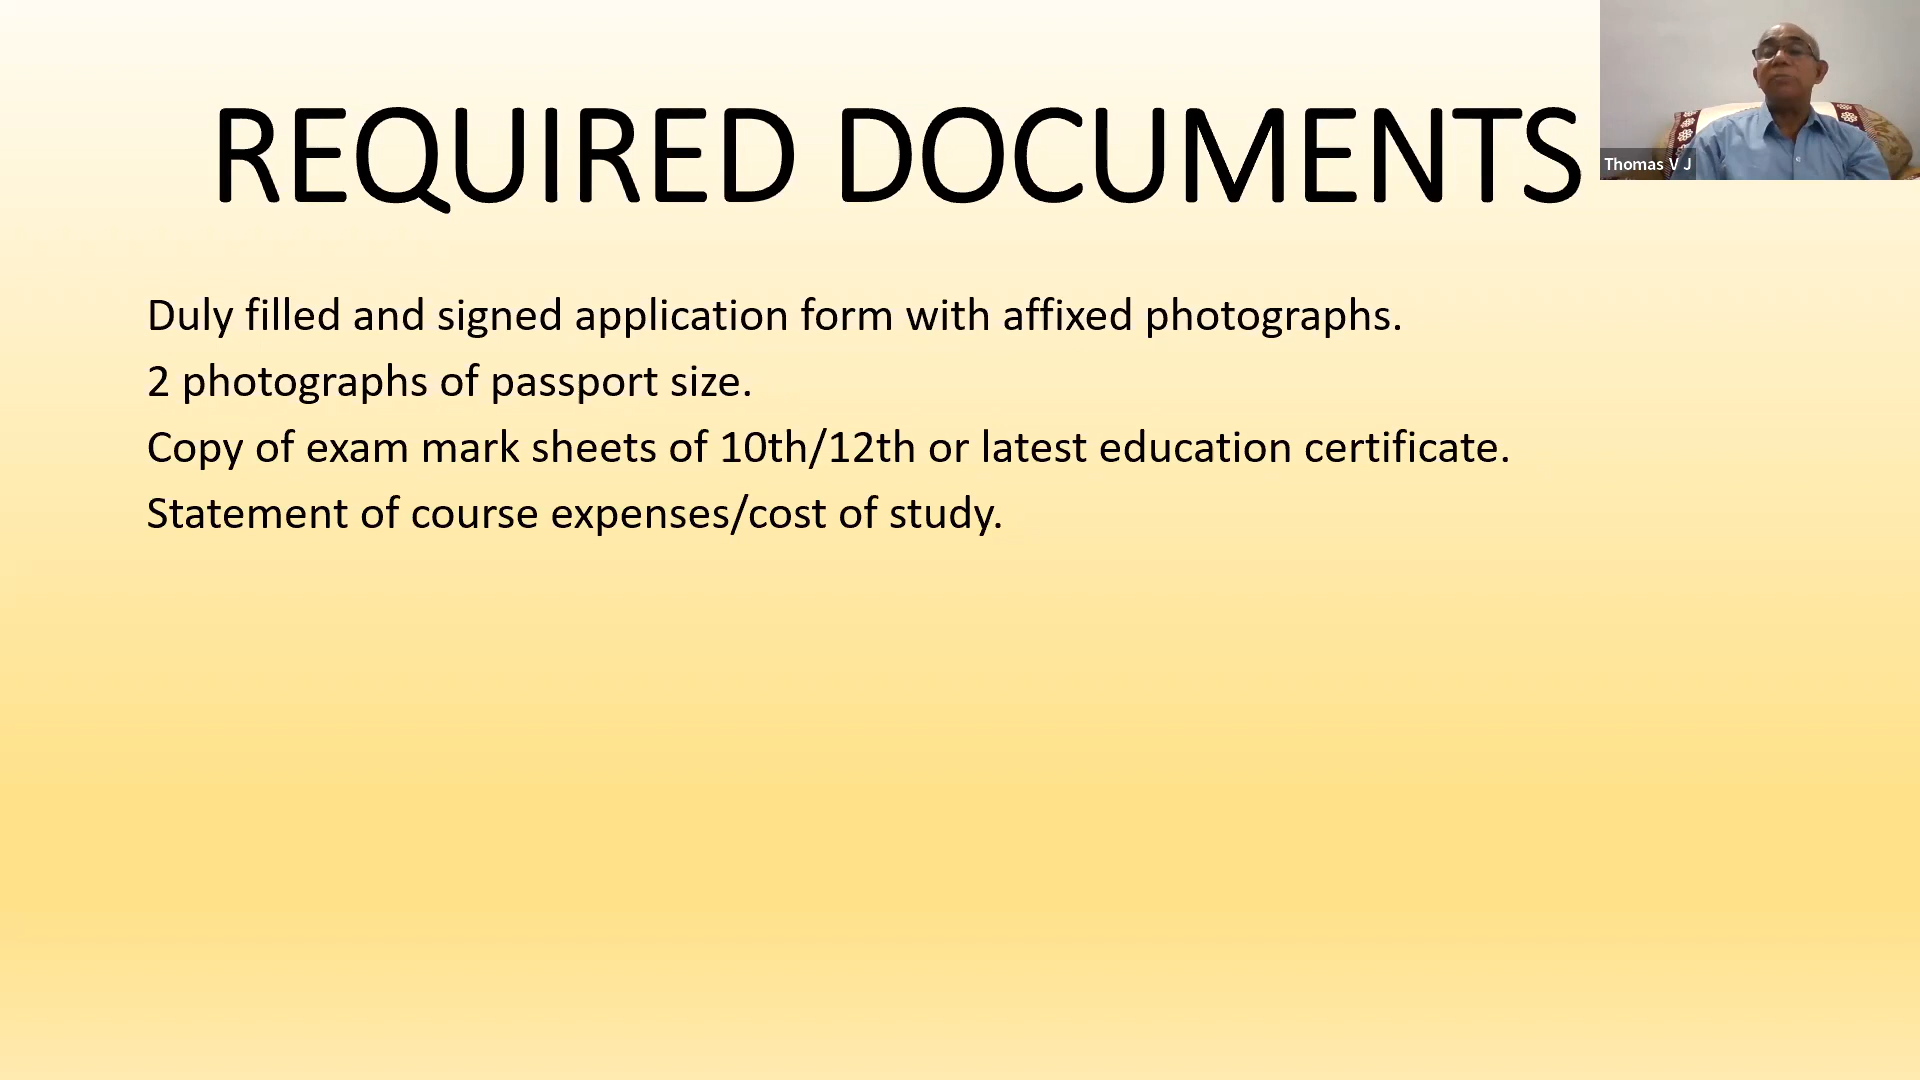 REQUIRED DOCUMENTS
Thomas V J
Duly filled and signed application form with affixed photographs.
2 photographs of passport size.
Copy of exam mark sheets of 10th/12th or latest education certificate.
Statement of course expenses/cost of study.